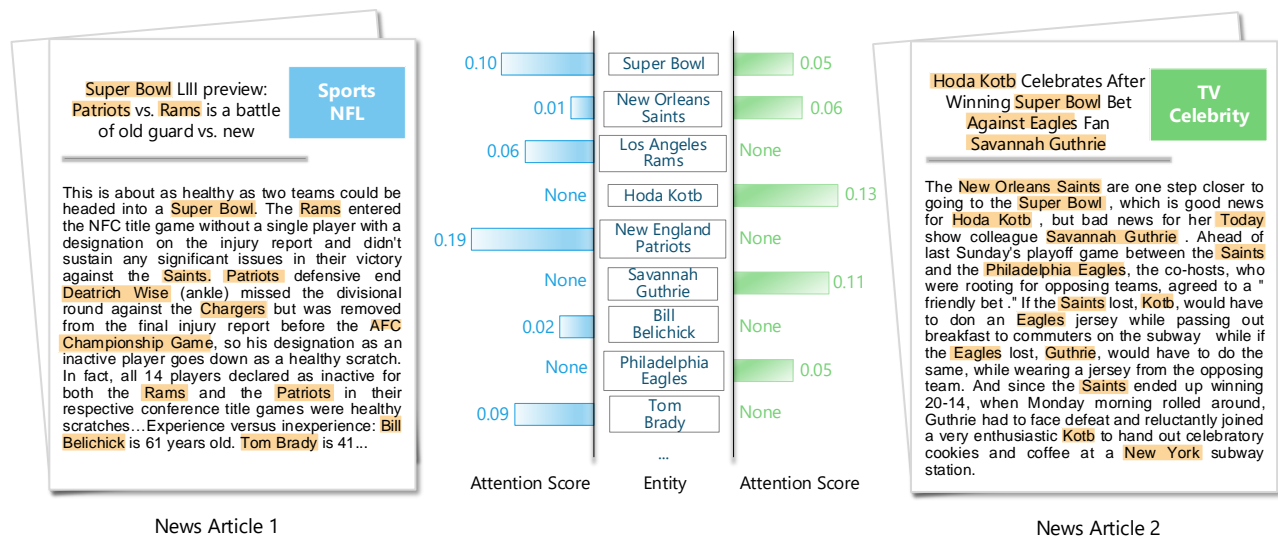 Super Bowl LIII preview:
Patriots vs. Rams is a battle
of old guard vs. new
Sports
NFL
This is about as healthy as two teams could be
headed into a Super Bowl. The Rams entered
the NFC title game without a single player with a
designation on the injury report and didn't
sustain any significant issues in their victory
against the Saints. Patriots defensive end
Deatrich Wise (ankle) missed the divisional
round against the Chargers but was removed
from the final injury report before the AFC
Championship Game, so his designation as an
inactive player goes down as a healthy scratch.
In fact, all 14 players declared as inactive for
both the Rams and the Patriots in their
respective conference title games were healthy
scratches...Experience versus inexperience: Bill
Belichick is 61 years old. Tom Brady is 41...
News Article 1
0.10 Super Bowl 0.05
0.01 New Orleans
Saints 0.06
0.06 Los Angeles
Rams None
None Hoda Kotb 0.13
0.19 New England
Patriots None
None Savannah
Guthrie 0.11
0.02 Bill
Belichick None
None Philadelphia
Eagles 0.05
0.09 Tom
Brady None
...
Attention Score Entity Attention Score
Hoda Kotb Celebrates After
Winning Super Bowl Bet
Against Eagles Fan
Savannah Guthrie
TV
Celebrity
The New Orleans Saints are one step closer to
going to the Super Bowl , which is good news
for Hoda Kotb , but bad news for her Today
show colleague Savannah Guthrie . Ahead of
last Sunday's playoff game between the Saints
and the Philadelphia Eagles, the co-hosts, who
were rooting for opposing teams, agreed to a "
friendly bet ." If the Saints lost, Kotb, would have
to don an Eagles jersey while passing out
breakfast to commuters on the subway while if
the Eagles lost, Guthrie, would have to do the
same, while wearing a jersey from the opposing
team. And since the Saints ended up winning
20-14, when Monday morning rolled around,
Guthrie had to face defeat and reluctantly joined
a very enthusiastic Kotb to hand out celebratory
cookies and coffee at a New York subway
station.
News Article 2